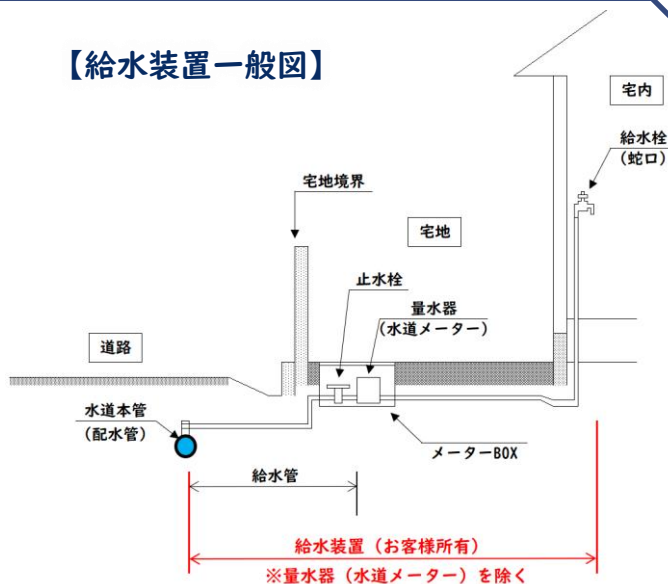 【給水装置一般図】
宅内
給水栓
(蛇口)
宅地境界
宅地
止水栓
量水器
(水道メーター)
道路
水道本管
(配水管)
メーターBOX
給水管
給水装置（お客様所有）
※量水器（水道メーター）を除く